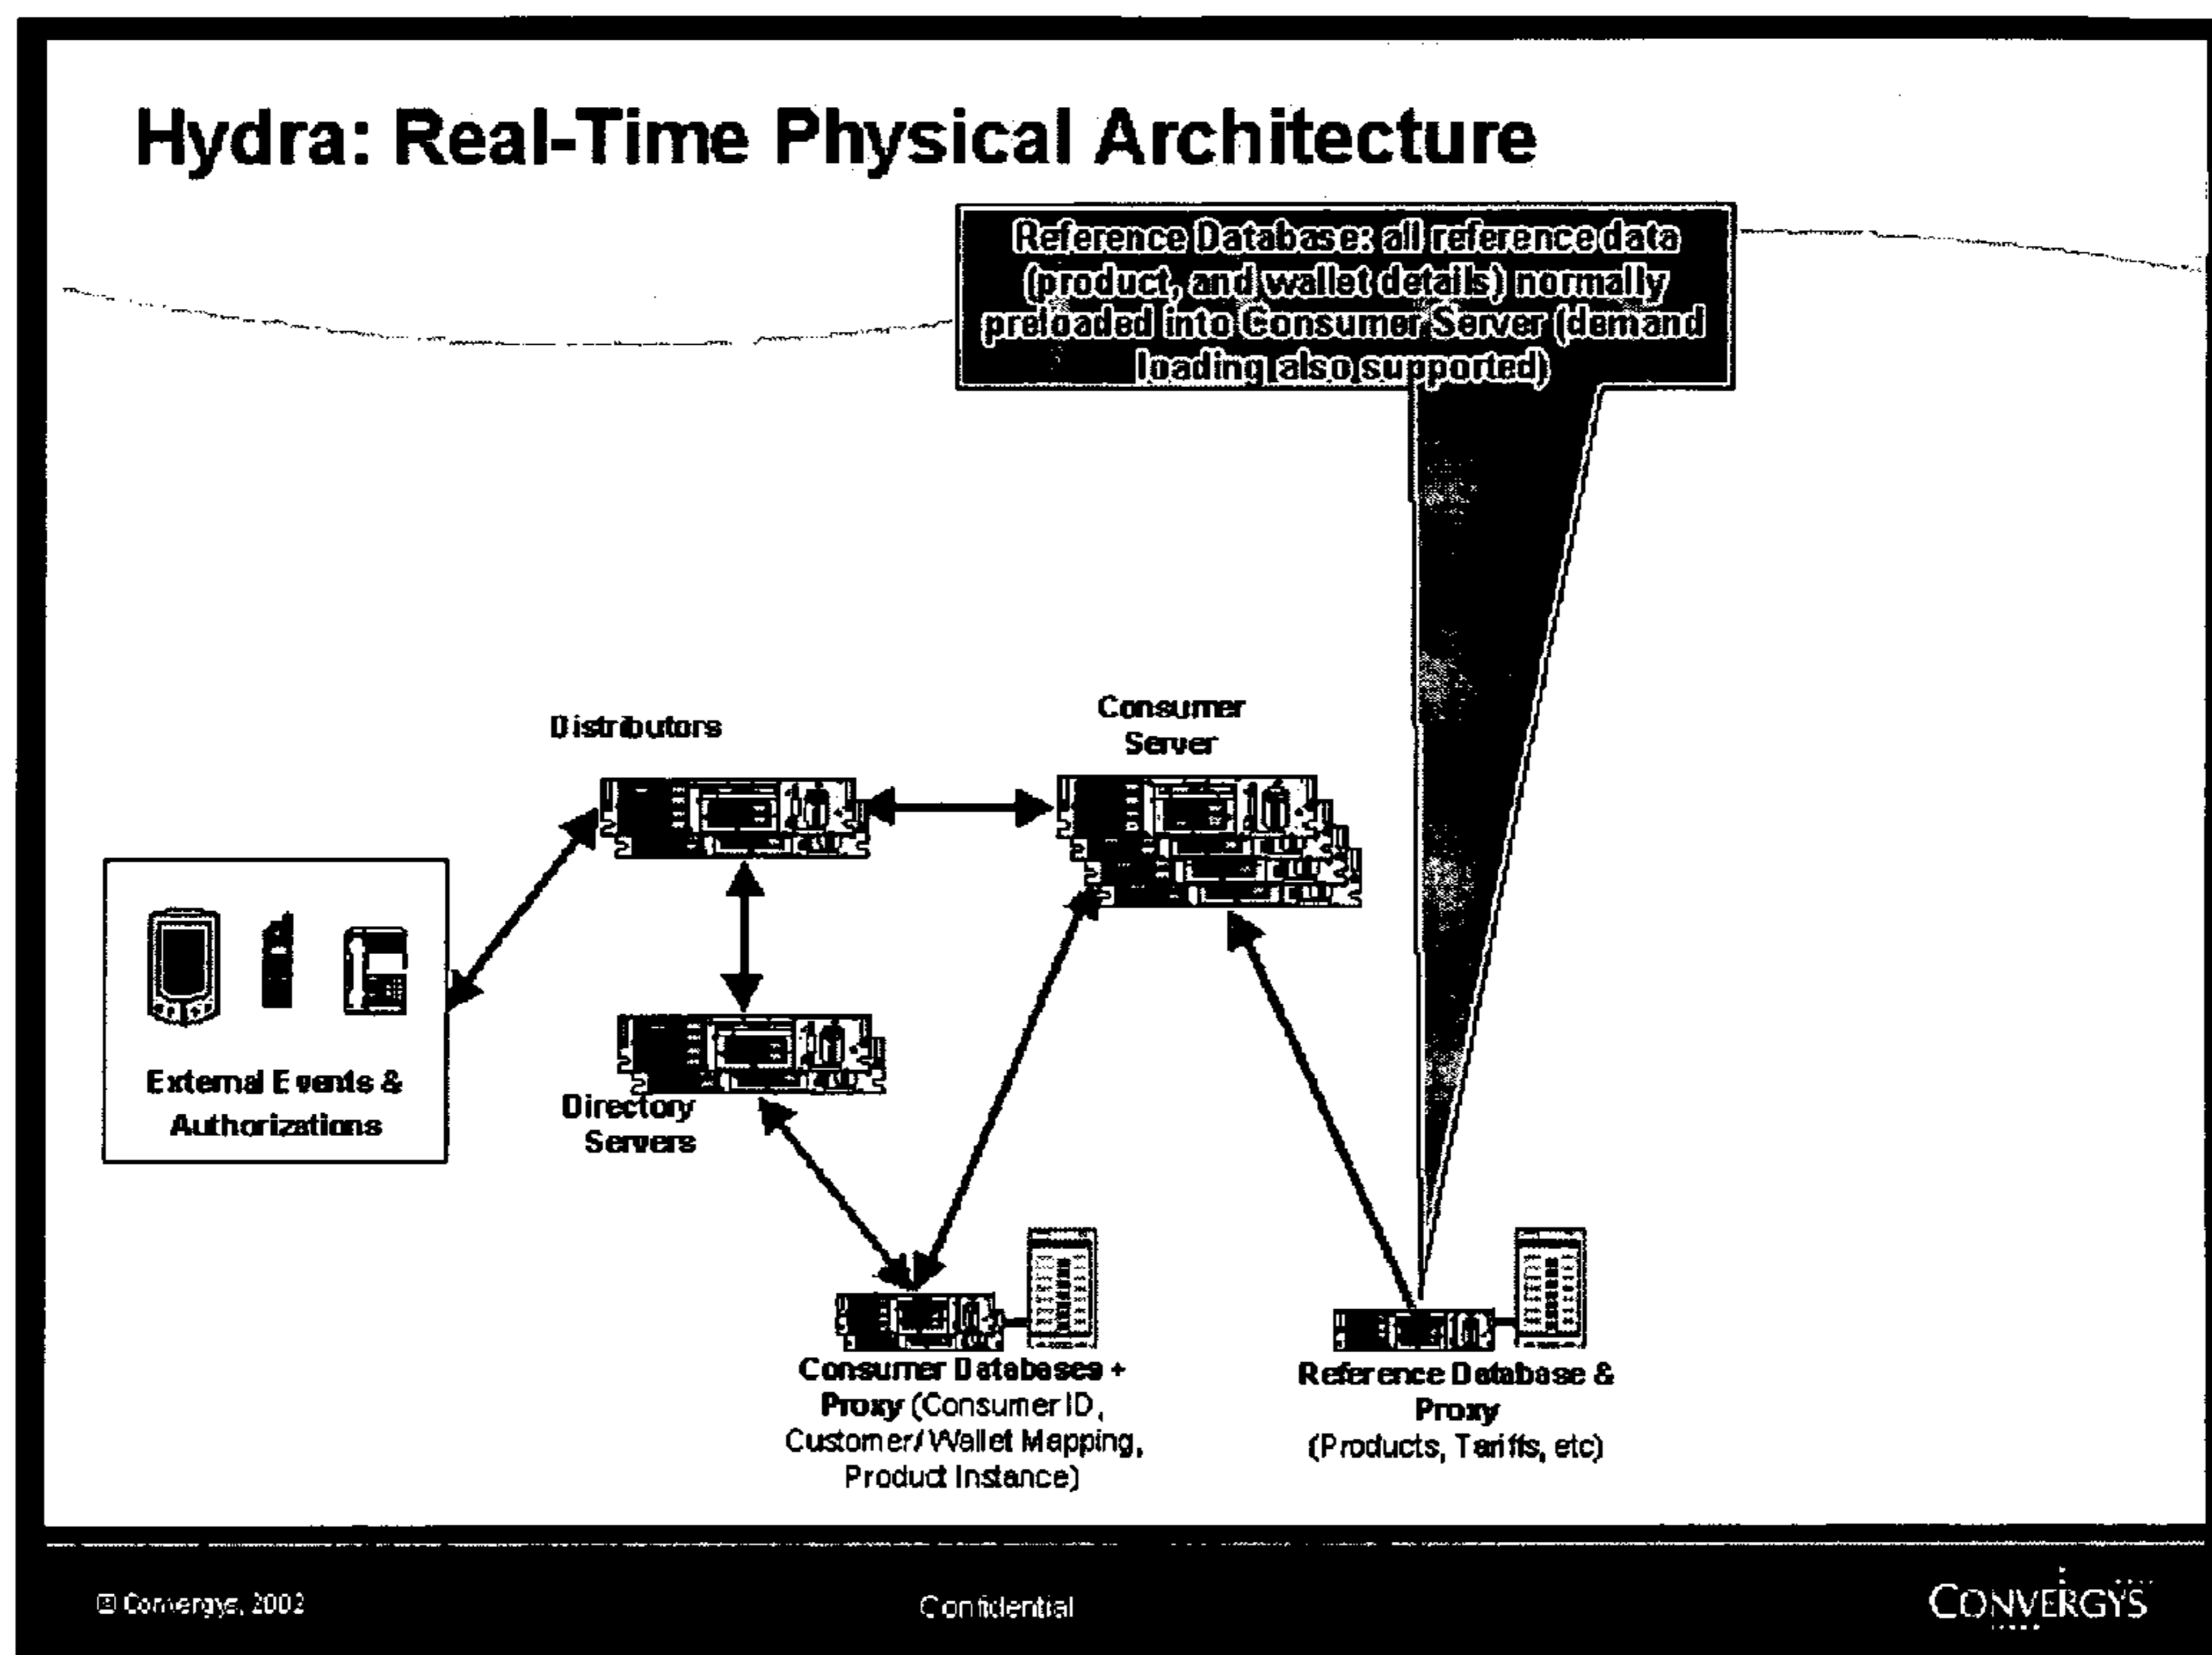 Hydra: Real-Time Physical Architecture
Reference Database: all reference data
(product, and wallet details) normally
preloaded into Consumer Server (demand
loading also supported)
Distributors
Consumer
Server
External Events &
Authorizations
Directory
Servers
Consumer Databases +
Proxy (Consumer ID,
Customer/Wallet Mapping,
Product Instance)
Reference Database &
Proxy
(Products, Tariffs, etc)
© Convergys, 2002
Confidential
CONVERGYS